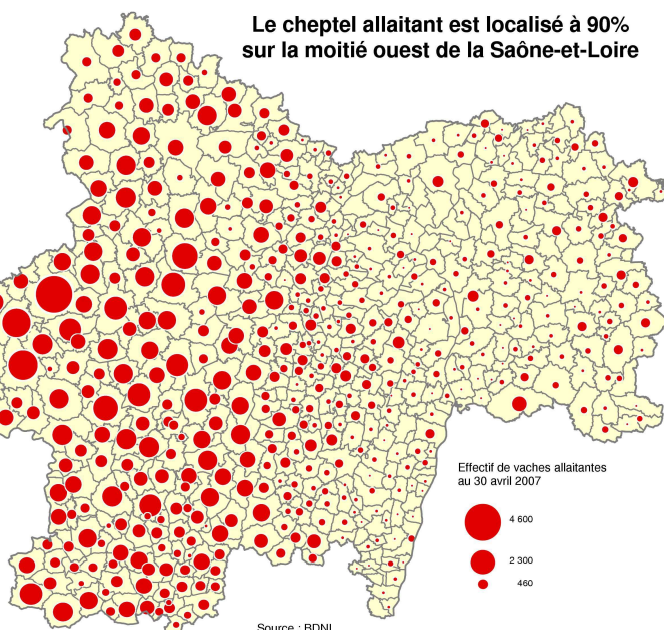 Le cheptel allaitant est localisé à 90%
sur la moitié ouest de la Saône-et-Loire
Effectif de vaches allaitantes
au 30 avril 2007
4 600
2 300
460
Source : BDNI